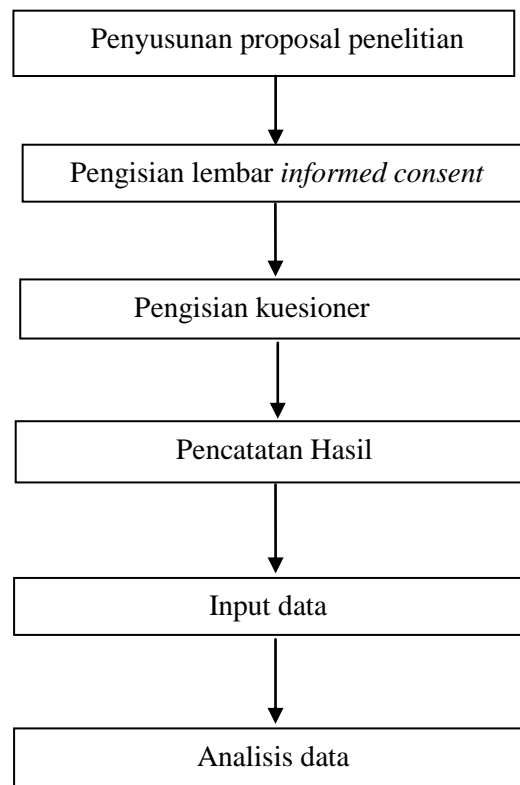 Penyusunan proposal penelitian
Pengisian lembar informed consent
Pengisian kuesioner
Pencatatan Hasil
Input data
Analisis data